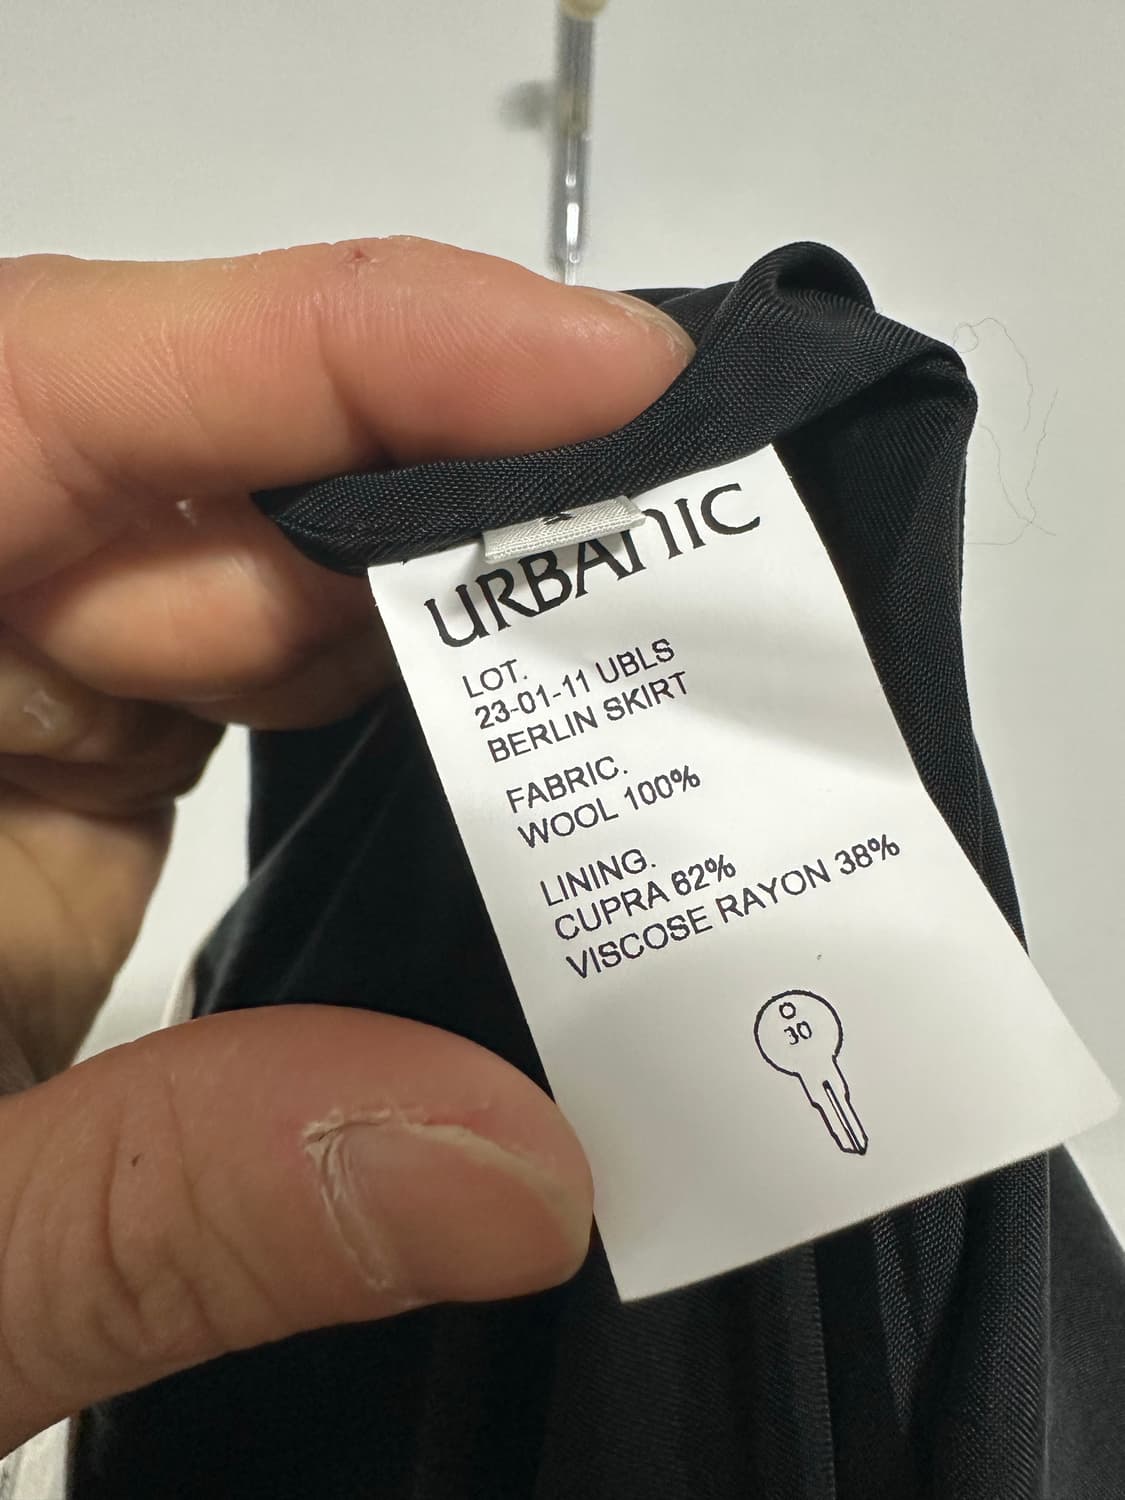 URBANIC
LOT.
23-01-11 UBLS
BERLIN SKIRT
FABRIC.
WOOL 100%
LINING.
CUPRA 62%
VISCOSE RAYON 38%
30